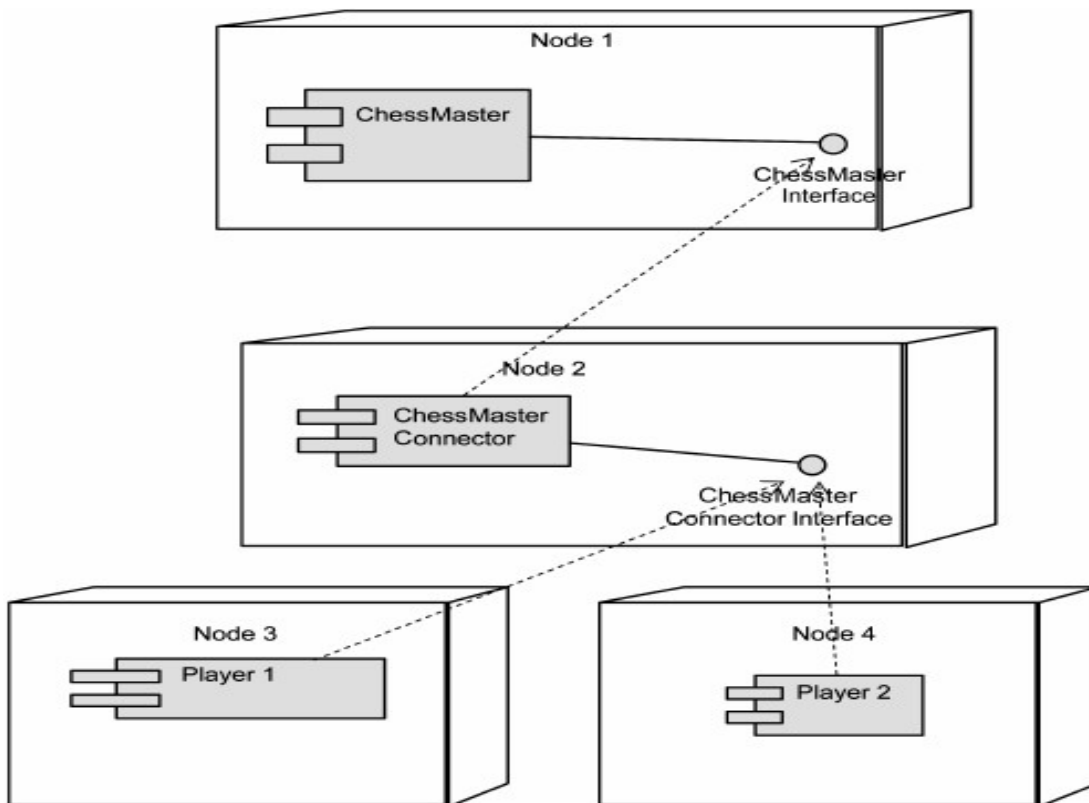 Node 1
ChessMaster
ChessMaster
Interface
Node 2
ChessMaster
Connector
ChessMaster
Connector Interface
Node 3
Player 1
Node 4
Player 2